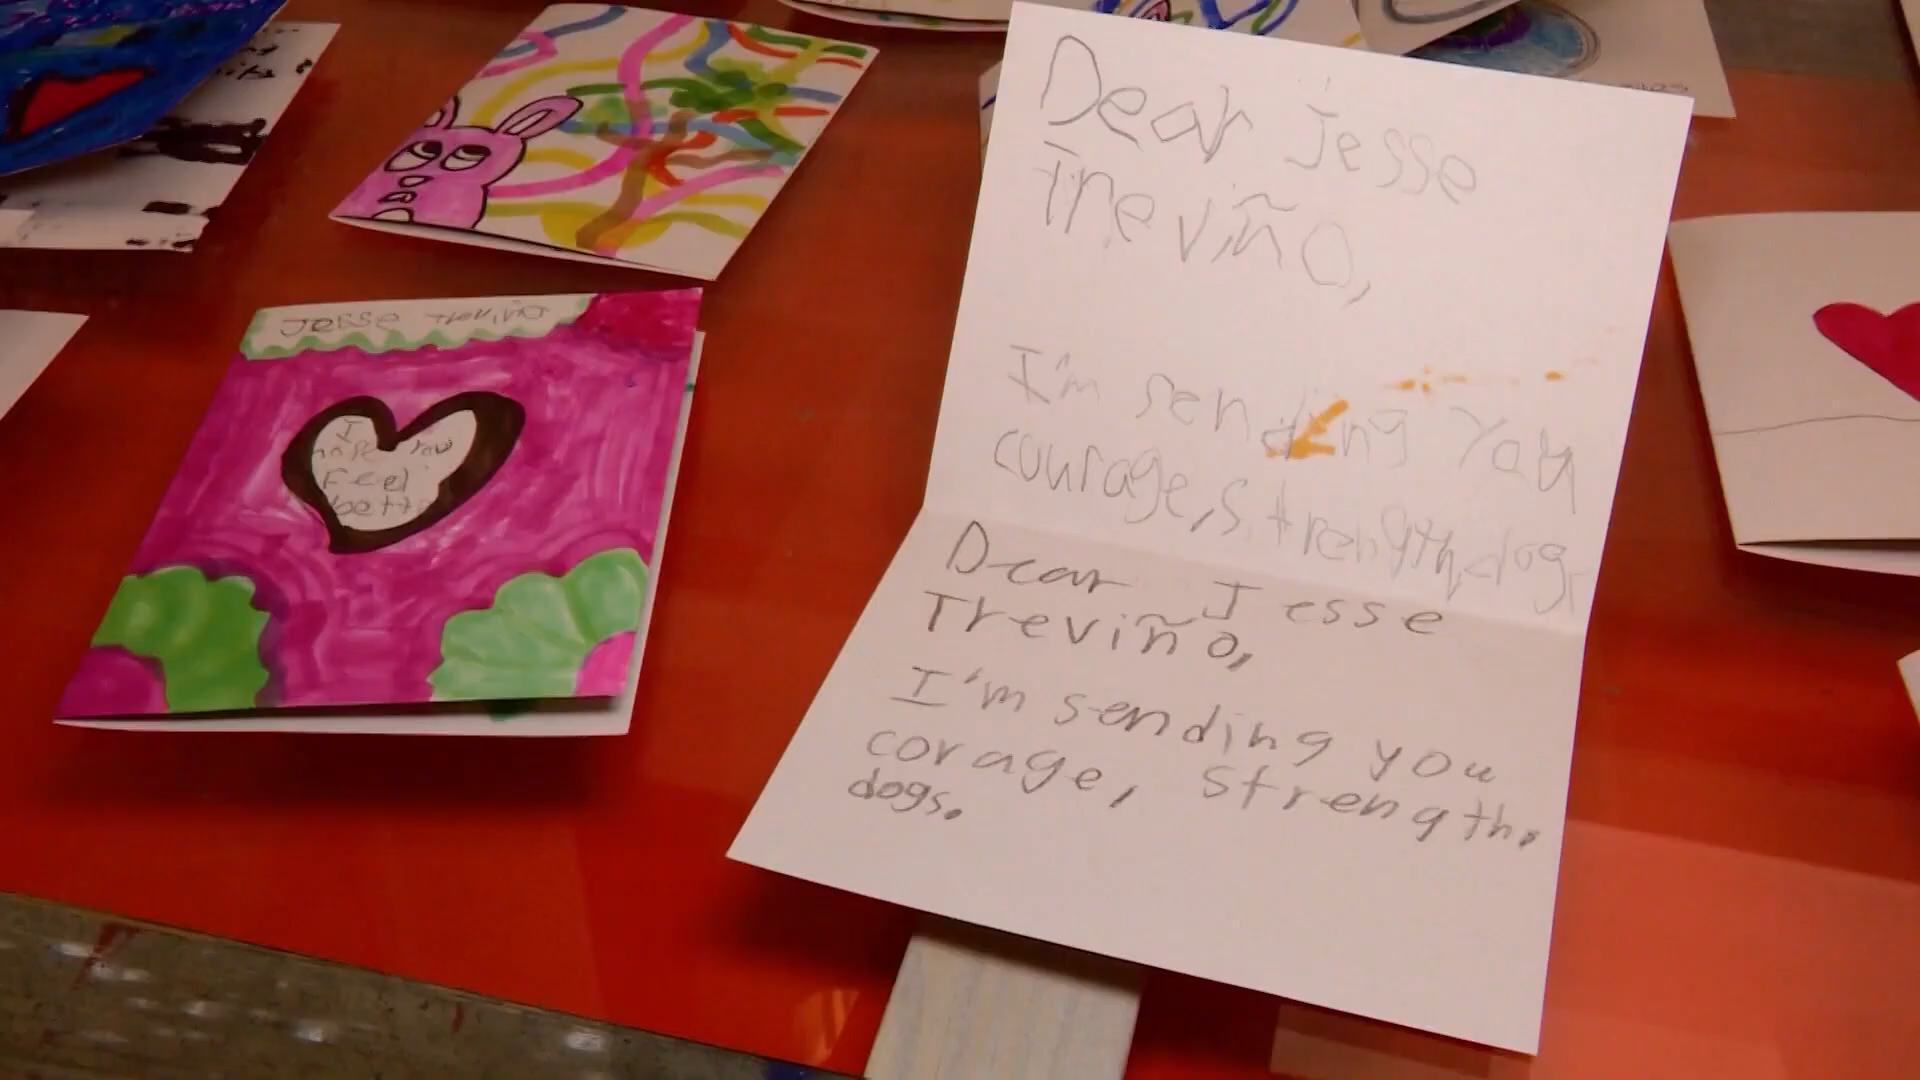 Jesse Treviño
I
hope You
Feel
Dear Jesse
Treviño,
I'm sending You
courage, strength, dogs
Dear Jesse
Treviño,
I'm sending you
corage, strength,
dogs.